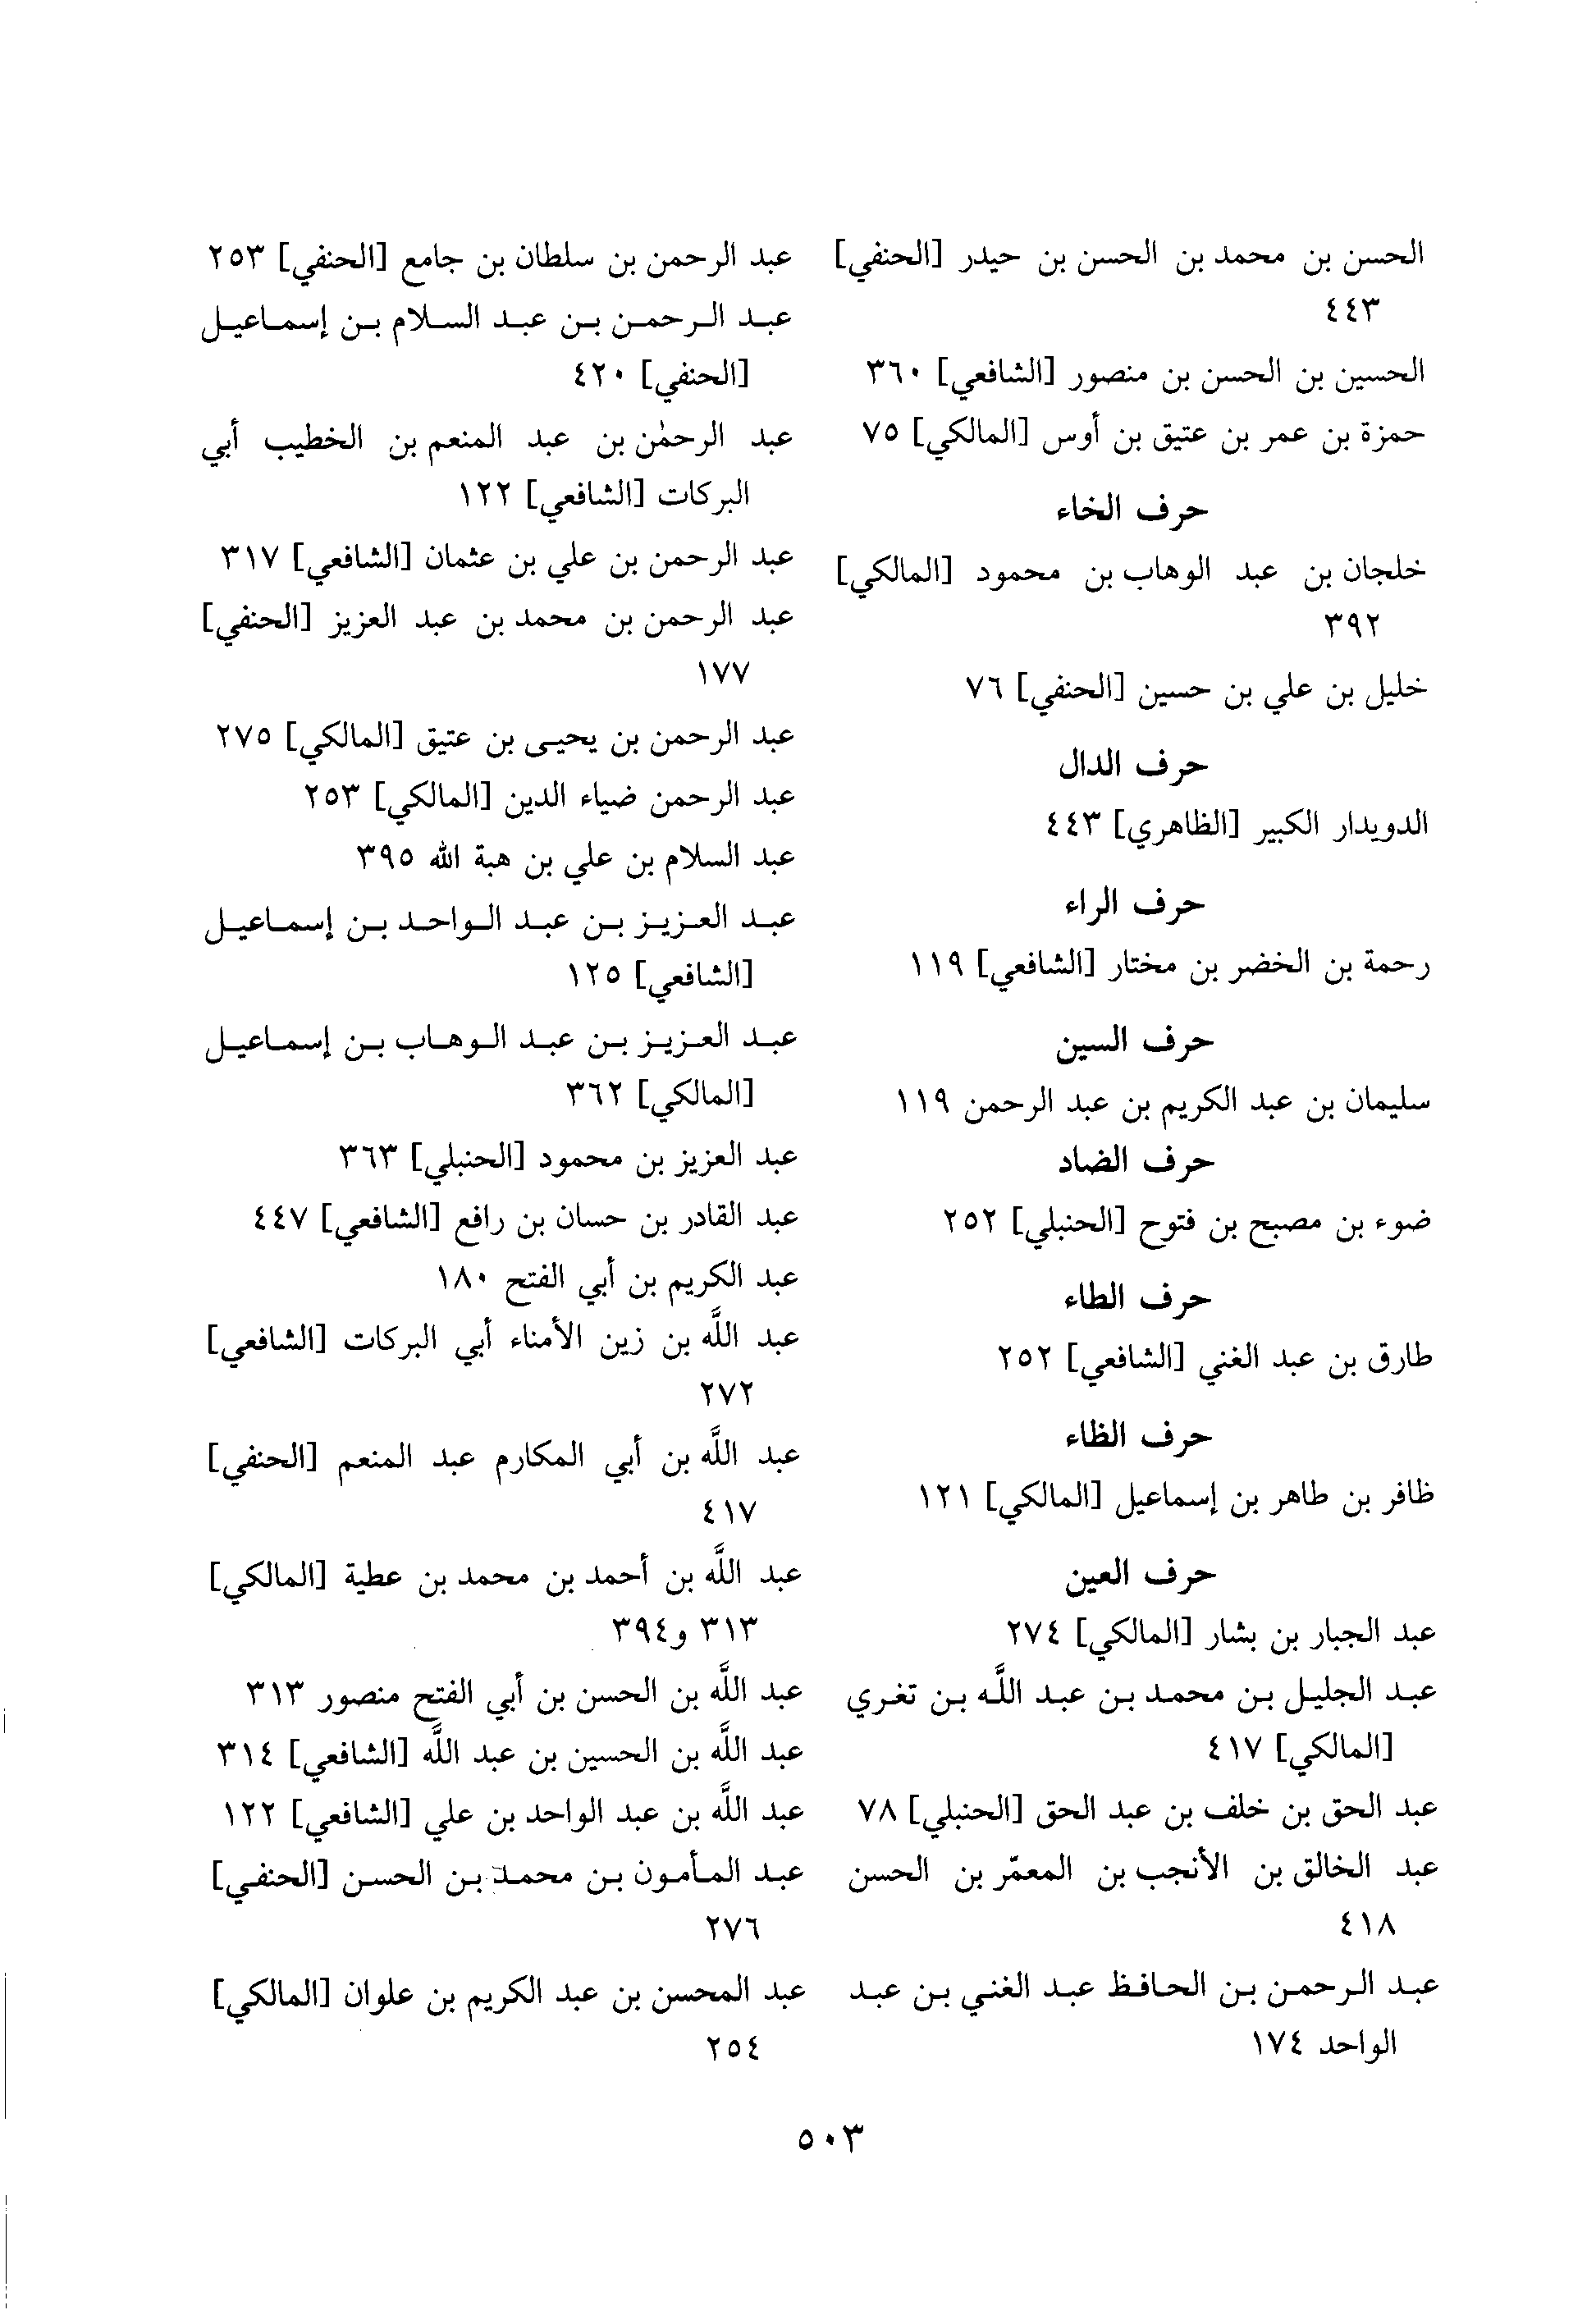 الحسن بن محمد بن الحسن بن حيدر [الحنفي]
٤٤٣
الحسين بن الحسن بن منصور [الشافعي] ٣٦٠
حمزة بن عمر بن عتيق بن أوس [المالكي] ٧٥
حرف الخاء
خلجان بن عبد الوهاب بن محمود [المالكي]
٣٩٢
خليل بن علي بن حسين [الحنفي] ٧٦
حرف الدال
الدويدار الكبير [الظاهري] ٤٤٣
حرف الراء
رحمة بن الخضر بن مختار [الشافعي] ١١٩
حرف السين
سليمان بن عبد الكريم بن عبد الرحمن ١١٩
حرف الضاد
ضوء بن مصبح بن فتوح [الحنبلي] ٢٥٢
حرف الطاء
طارق بن عبد الغني [الشافعي] ٢٥٢
حرف الظاء
ظافر بن طاهر بن إسماعيل [المالكي] ١٢١
حرف العين
عبد الجبار بن بشار [المالكي] ٢٧٤
عبد الجليل بن محمد بن عبد اللَّه بن تغري
[المالكي] ٤١٧
عبد الحق بن خلف بن عبد الحق [الحنبلي] ٧٨
عبد الخالق بن الأنجب بن المعمّر بن الحسن
٤١٨
عبد الرحمن بن الحافظ عبد الغني بن عبد
الواحد ١٧٤
عبد الرحمن بن سلطان بن جامع [الحنفي] ٢٥٣
عبد الرحمن بن عبد السلام بن إسماعيل
[الحنفي] ٤٢٠
عبد الرحمٰن بن عبد المنعم بن الخطيب أبي
البركات [الشافعي] ١٢٢
عبد الرحمن بن علي بن عثمان [الشافعي] ٣١٧
عبد الرحمن بن محمد بن عبد العزيز [الحنفي]
١٧٧
عبد الرحمن بن يحيى بن عتيق [المالكي] ٢٧٥
عبد الرحمن ضياء الدين [المالكي] ٢٥٣
عبد السلام بن علي بن هبة الله ٣٩٥
عبد العزيز بن عبد الواحد بن إسماعيل
[الشافعي] ١٢٥
عبد العزيز بن عبد الوهاب بن إسماعيل
[المالكي] ٣٦٢
عبد العزيز بن محمود [الحنبلي] ٣٦٣
عبد القادر بن حسان بن رافع [الشافعي] ٤٤٧
عبد الكريم بن أبي الفتح ١٨٠
عبد اللَّه بن زين الأمناء أبي البركات [الشافعي]
٢٧٢
عبد اللَّه بن أبي المكارم عبد المنعم [الحنفي]
٤١٧
عبد اللَّه بن أحمد بن محمد بن عطية [المالكي]
٣١٣ و٣٩٤
عبد اللَّه بن الحسن بن أبي الفتح منصور ٣١٣
عبد اللَّه بن الحسين بن عبد اللَّه [الشافعي] ٣١٤
عبد اللَّه بن عبد الواحد بن علي [الشافعي] ١٢٢
عبد المأمون بن محمد بن الحسن [الحنفي]
٢٧٦
عبد المحسن بن عبد الكريم بن علوان [المالكي]
٢٥٤
٥٠٣